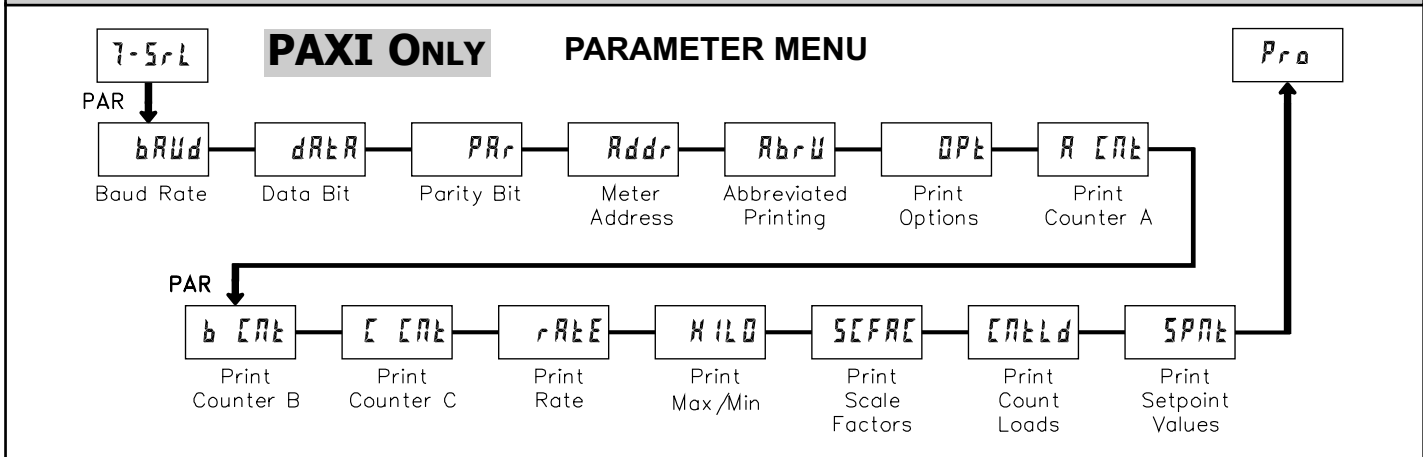 7-SrL
PAXI ONLY
PARAMETER MENU
Pro
PAR
bAUd
dAtA
PAr
Addr
AbrU
OPt
A CNt
Baud Rate
Data Bit
Parity Bit
Meter
Address
Abbreviated
Printing
Print
Options
Print
Counter A
PAR
b CNt
C CNt
rAtE
HILO
SCFAC
CNtLd
SPNt
Print
Counter B
Print
Counter C
Print
Rate
Print
Max/Min
Print
Scale
Factors
Print
Count
Loads
Print
Setpoint
Values